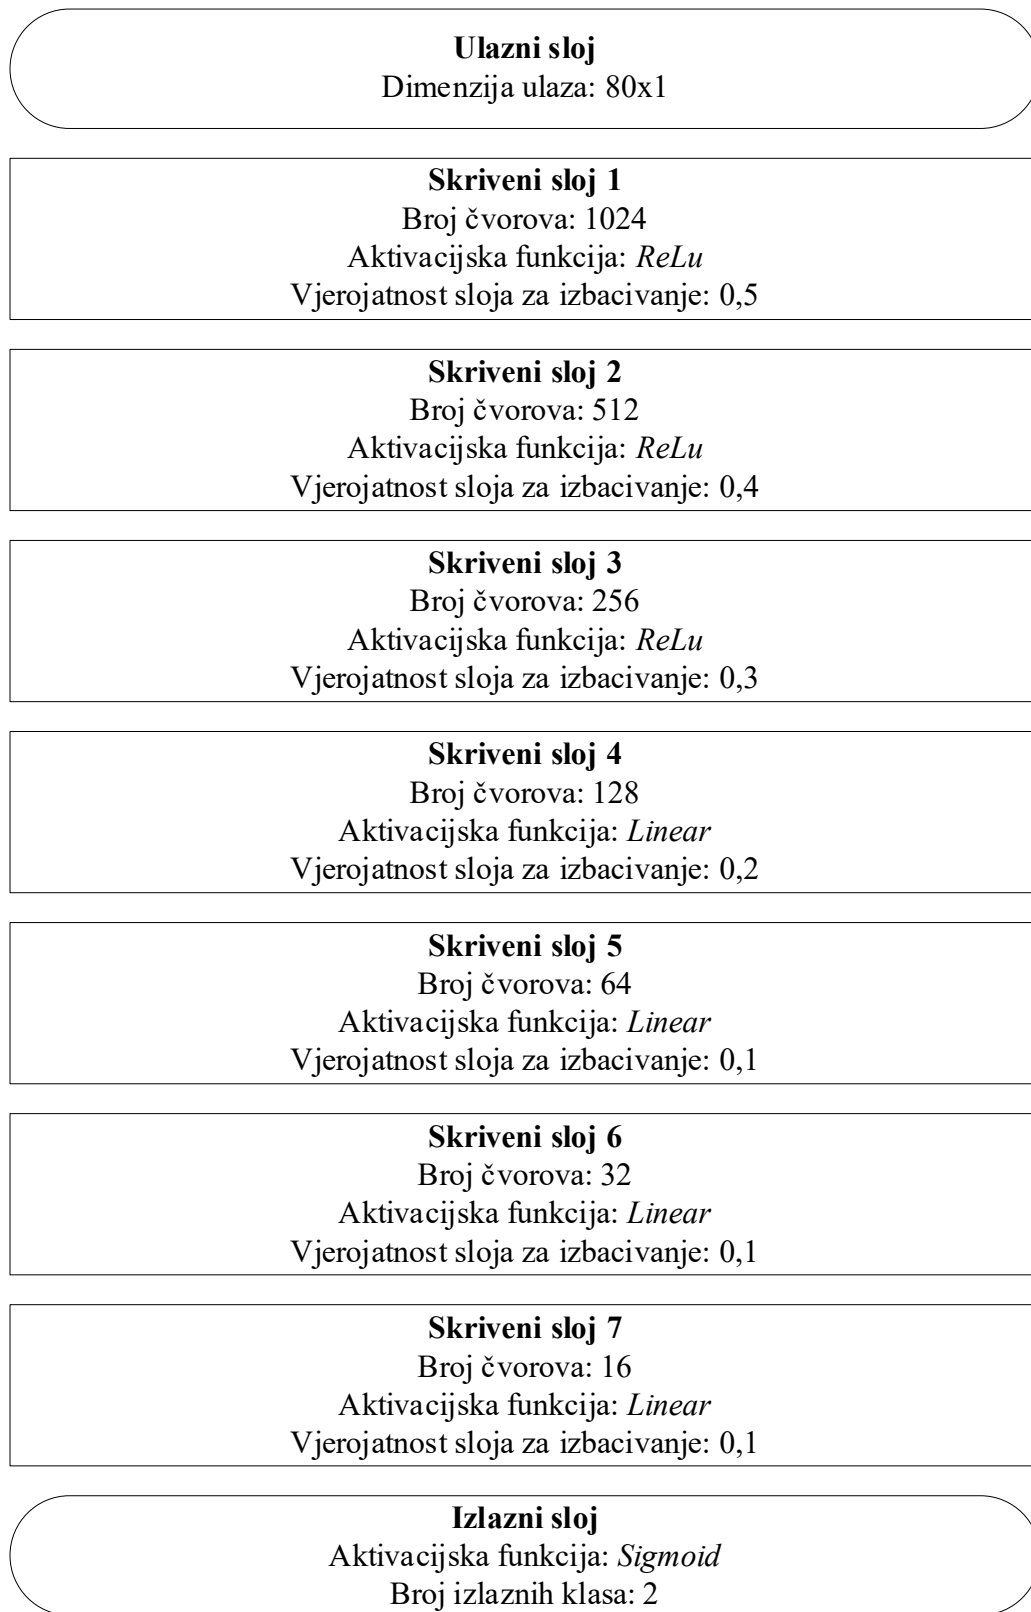 Ulazni sloj
Dimenzija ulaza: 80x1
Skriveni sloj 1
Broj čvorova: 1024
Aktivacijska funkcija: ReLu
Vjerojatnost sloja za izbacivanje: 0,5
Skriveni sloj 2
Broj čvorova: 512
Aktivacijska funkcija: ReLu
Vjerojatnost sloja za izbacivanje: 0,4
Skriveni sloj 3
Broj čvorova: 256
Aktivacijska funkcija: ReLu
Vjerojatnost sloja za izbacivanje: 0,3
Skriveni sloj 4
Broj čvorova: 128
Aktivacijska funkcija: Linear
Vjerojatnost sloja za izbacivanje: 0,2
Skriveni sloj 5
Broj čvorova: 64
Aktivacijska funkcija: Linear
Vjerojatnost sloja za izbacivanje: 0,1
Skriveni sloj 6
Broj čvorova: 32
Aktivacijska funkcija: Linear
Vjerojatnost sloja za izbacivanje: 0,1
Skriveni sloj 7
Broj čvorova: 16
Aktivacijska funkcija: Linear
Vjerojatnost sloja za izbacivanje: 0,1
Izlazni sloj
Aktivacijska funkcija: Sigmoid
Broj izlaznih klasa: 2